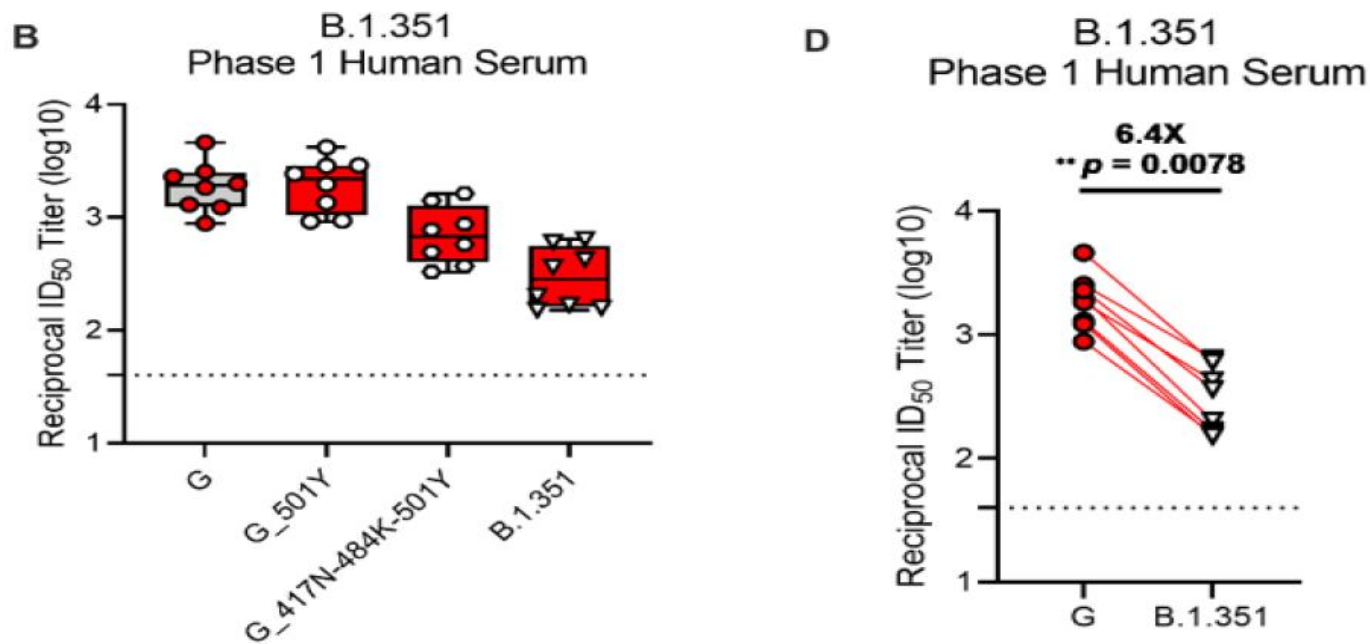 B
B.1.351
Phase 1 Human Serum
Reciprocal ID50 Titer (log10)
4
3
2
1
G
G_501Y
G_417N-484K-501Y
B.1.351
D
B.1.351
Phase 1 Human Serum
6.4X
** p = 0.0078
Reciprocal ID50 Titer (log10)
4
3
2
1
G
B.1.351